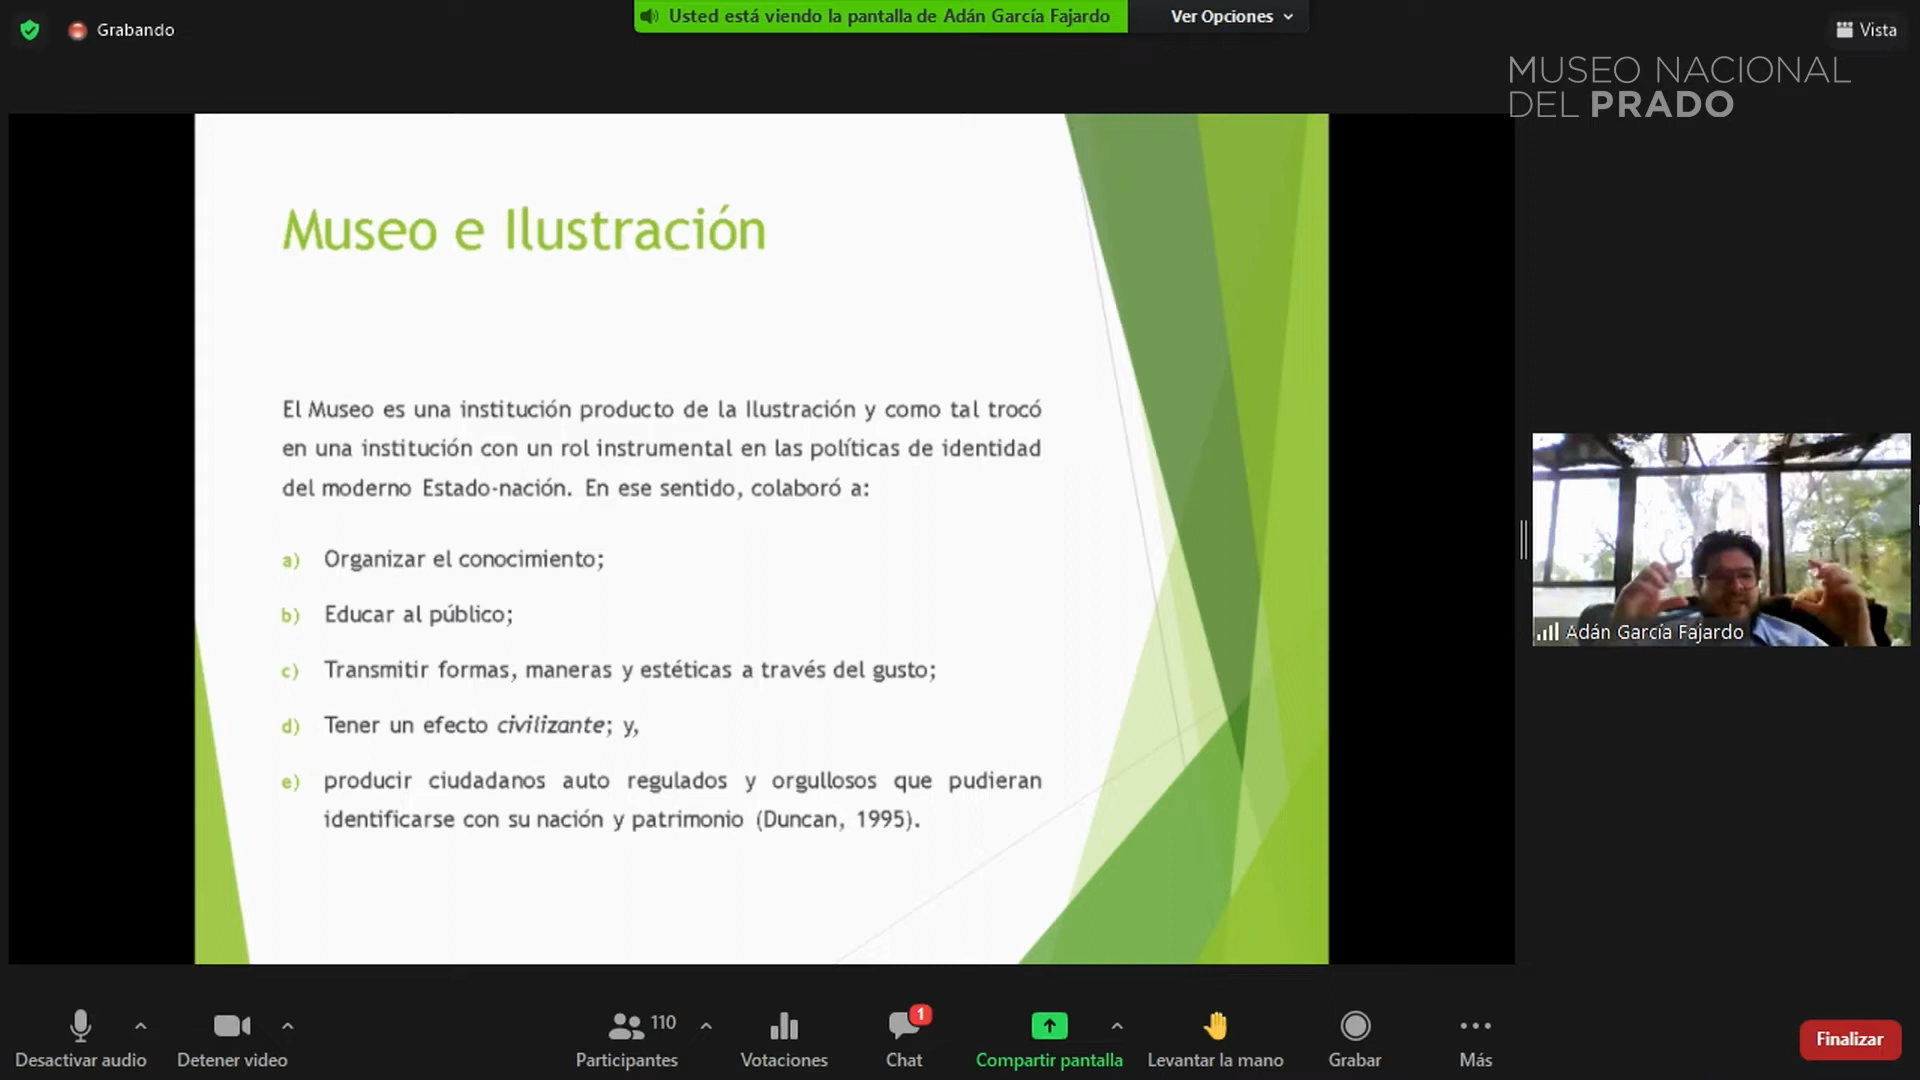 Grabando
Usted está viendo la pantalla de Adán García Fajardo
Ver Opciones
Vista
MUSEO NACIONAL
DEL PRADO
Museo e Ilustración
El Museo es una institución producto de la Ilustración y como tal trocó
en una institución con un rol instrumental en las políticas de identidad
del moderno Estado-nación. En ese sentido, colaboró a:
a) Organizar el conocimiento;
b) Educar al público;
c) Transmitir formas, maneras y estéticas a través del gusto;
d) Tener un efecto civilizante; y,
e) producir ciudadanos auto regulados y orgullosos que pudieran
identificarse con su nación y patrimonio (Duncan, 1995).
Adán García Fajardo
Desactivar audio
Detener video
110
Participantes
Votaciones
1
Chat
Compartir pantalla
Levantar la mano
Grabar
Más
Finalizar